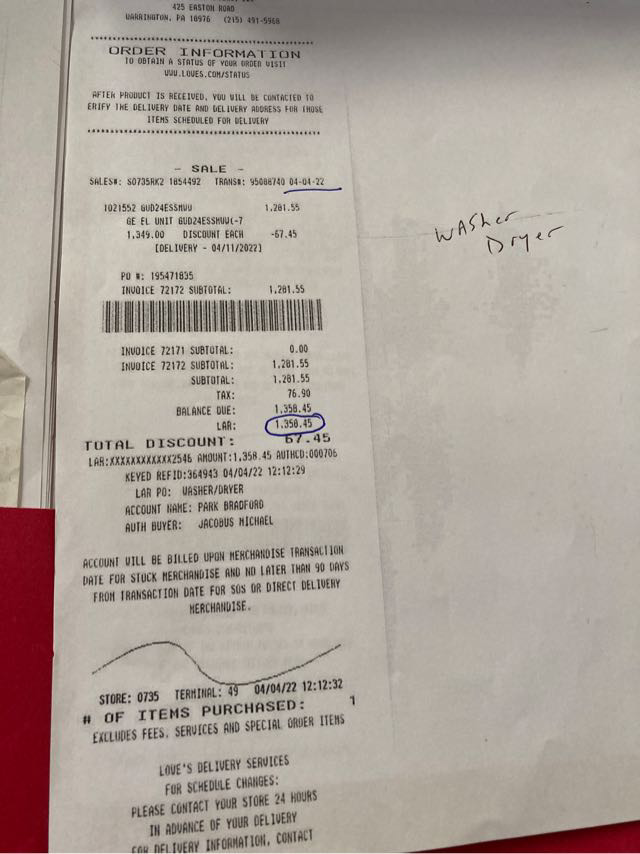 425 EASTON ROAD
WARRINGTON, PA 18976 (215) 491-5968
************************************
ORDER INFORMATION
TO OBTAIN A STATUS OF YOUR ORDER VISIT
WWW.LOVES.COM/STATUS
AFTER PRODUCT IS RECEIVED, YOU WILL BE CONTACTED TO
ERIFY THE DELIVERY DATE AND DELIVERY ADDRESS FOR THOSE
ITEMS SCHEDULED FOR DELIVERY
************************************
- SALE -
SALES#: S0735RK2 1854492 TRANS#: 95088740 04-04-22
1021552 GUD24ESSMWW 1,281.55
GE EL UNIT GUD24ESSMWW(-7
1,349.00 DISCOUNT EACH -67.45
[DELIVERY - 04/11/2022]
Washer
Dryer
PO #: 195471835
INVOICE 72172 SUBTOTAL: 1,281.55
INVOICE 72171 SUBTOTAL: 0.00
INVOICE 72172 SUBTOTAL: 1,281.55
SUBTOTAL: 1,281.55
TAX: 76.90
BALANCE DUE: 1,358.45
LAR: 1,358.45
TOTAL DISCOUNT: 67.45
LAR:XXXXXXXXXXXX2546 AMOUNT:1,358.45 AUTHCD:000706
KEYED REFID:364943 04/04/22 12:12:29
LAR PO: WASHER/DRYER
ACCOUNT NAME: PARK BRADFORD
AUTH BUYER: JACOBUS MICHAEL
ACCOUNT WILL BE BILLED UPON MERCHANDISE TRANSACTION
DATE FOR STOCK MERCHANDISE AND NO LATER THAN 90 DAYS
FROM TRANSACTION DATE FOR SOS OR DIRECT DELIVERY
MERCHANDISE.
STORE: 0735 TERMINAL: 49 04/04/22 12:12:32
# OF ITEMS PURCHASED: 1
EXCLUDES FEES, SERVICES AND SPECIAL ORDER ITEMS
LOVE'S DELIVERY SERVICES
FOR SCHEDULE CHANGES:
PLEASE CONTACT YOUR STORE 24 HOURS
IN ADVANCE OF YOUR DELIVERY
FOR DELIVERY INFORMATION, CONTACT